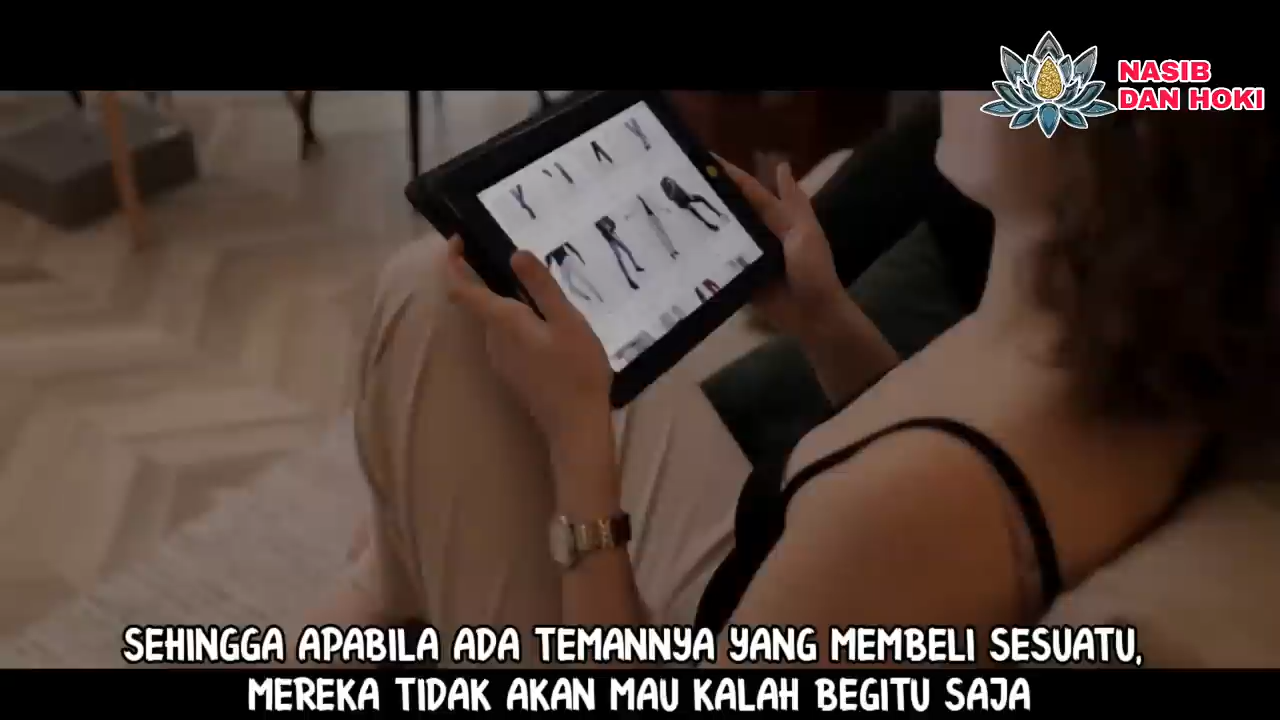 NASIB
DAN HOKI
SEHINGGA APABILA ADA TEMANNYA YANG MEMBELI SESUATU,
MEREKA TIDAK AKAN MAU KALAH BEGITU SAJA